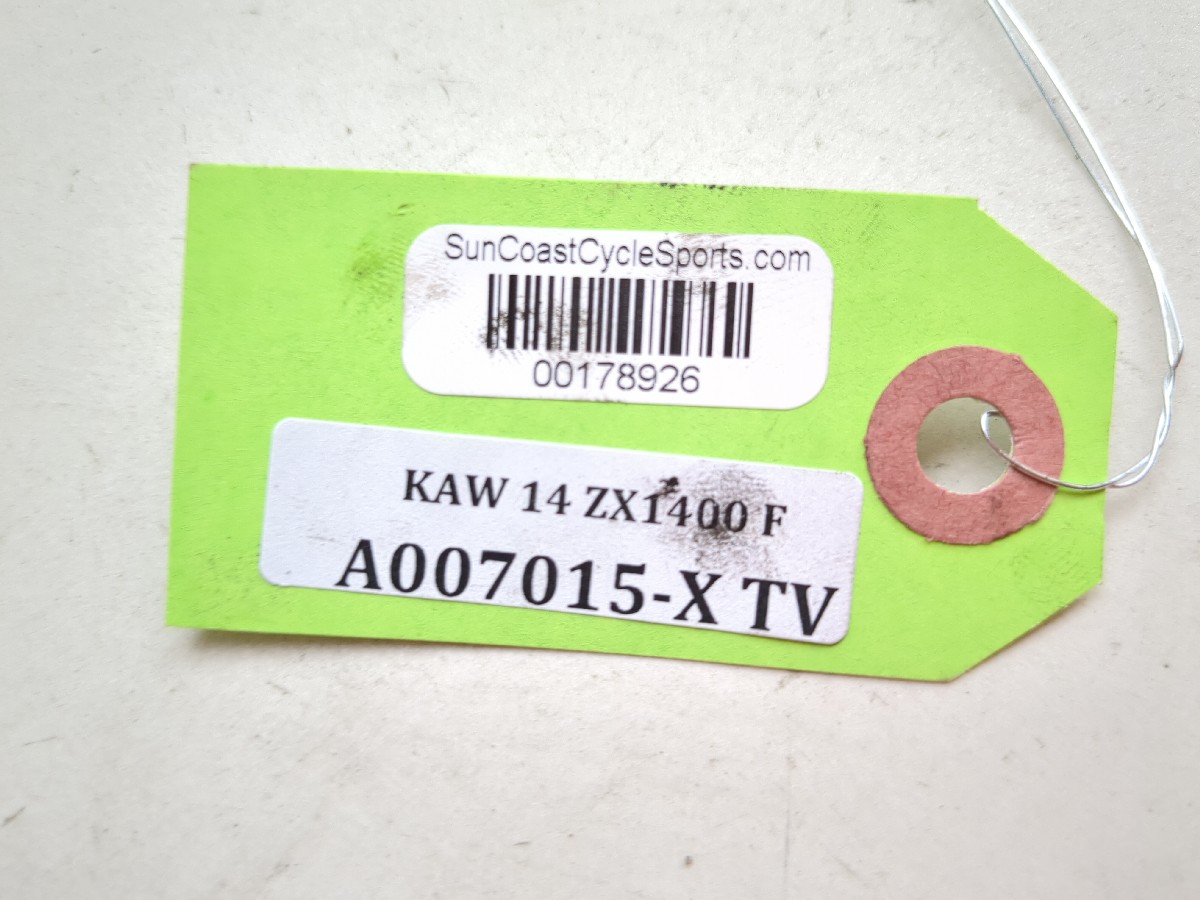 SunCoastCycleSports.com
00178926
KAW 14 ZX1400 F
A007015-X TV